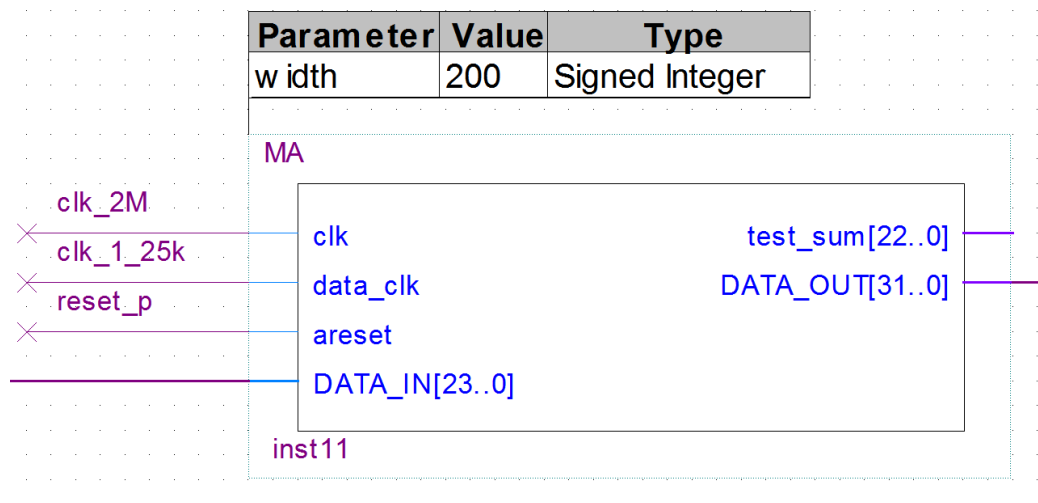 Parameter Value Type
width 200 Signed Integer
MA
clk_2M
clk test_sum[22..0]
clk_1_25k
data_clk DATA_OUT[31..0]
reset_p
areset
DATA_IN[23..0]
inst11